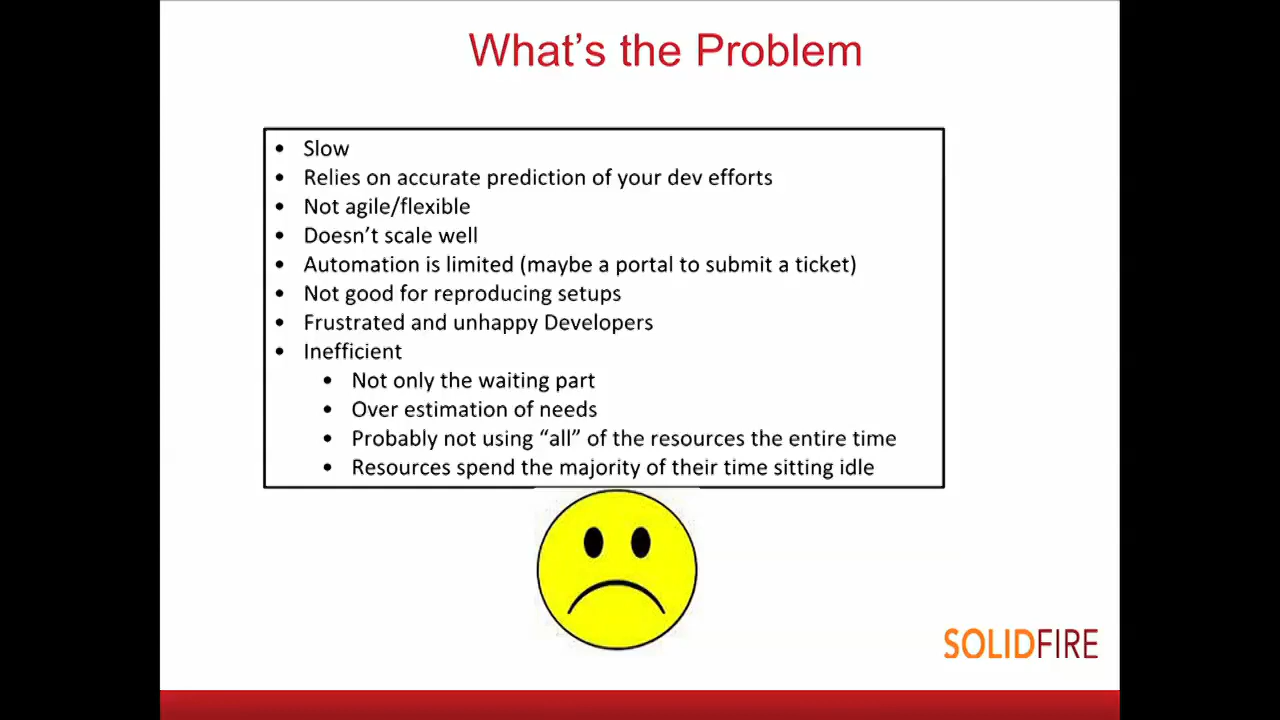 What's the Problem
• Slow
• Relies on accurate prediction of your dev efforts
• Not agile/flexible
• Doesn't scale well
• Automation is limited (maybe a portal to submit a ticket)
• Not good for reproducing setups
• Frustrated and unhappy Developers
• Inefficient
• Not only the waiting part
• Over estimation of needs
• Probably not using “all” of the resources the entire time
• Resources spend the majority of their time sitting idle
SOLIDFIRE